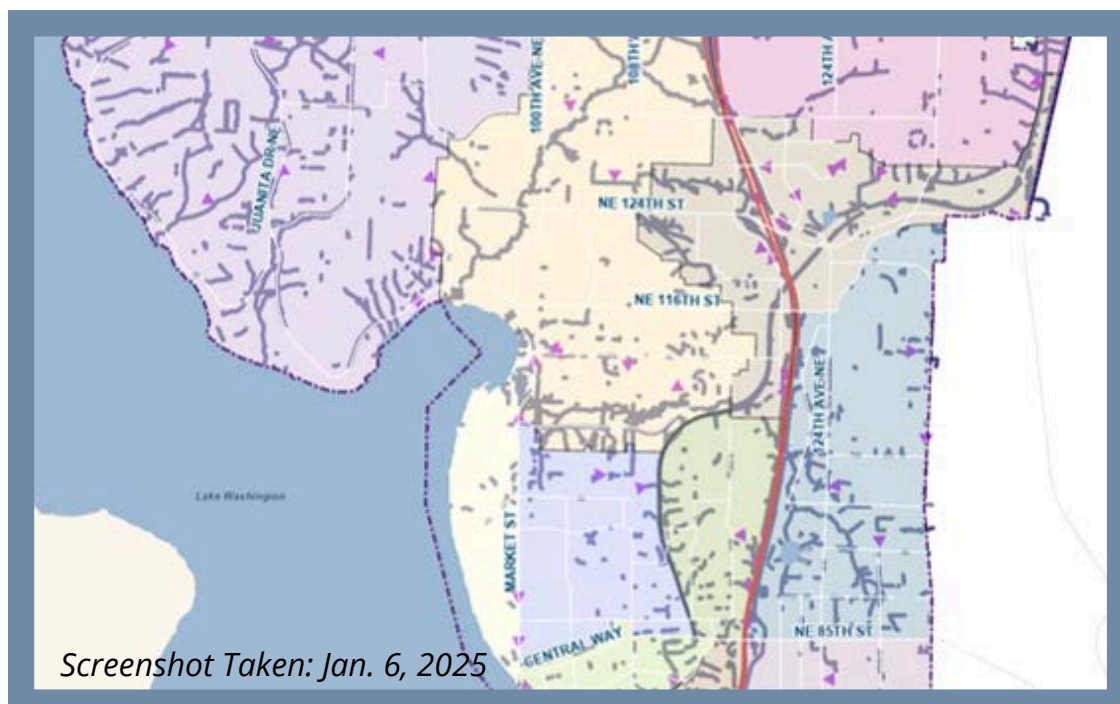 100TH AVE NE
108TH
124TH A
JUANITA DR NE
NE 124TH ST
NE 116TH ST
124TH AVE NE
Lake Washington
MARKET ST
CENTRAL WAY
NE 85TH ST
Screenshot Taken: Jan. 6, 2025